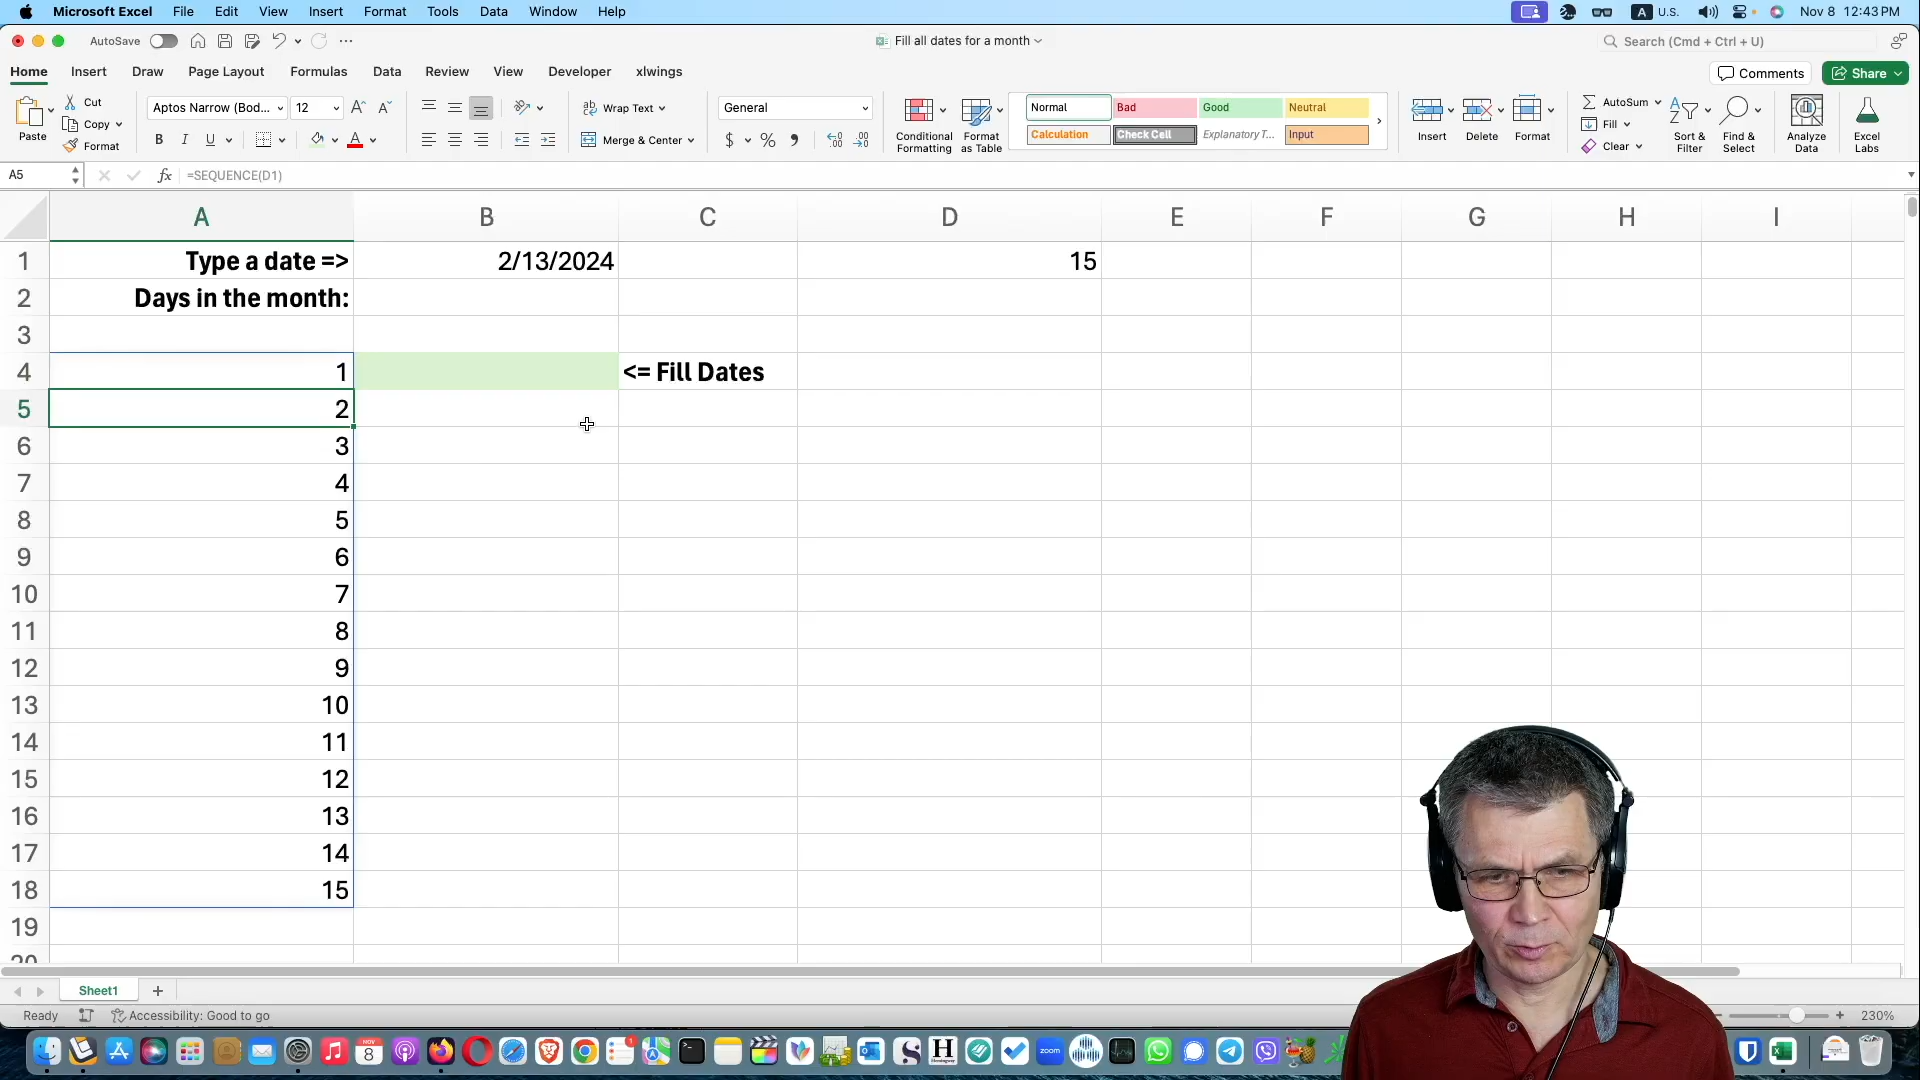 Microsoft Excel File Edit View Insert Format Tools Data Window Help
A U.S. Nov 8 12:43 PM
AutoSave Fill all dates for a month Search (Cmd + Ctrl + U)
Home Insert Draw Page Layout Formulas Data Review View Developer xlwings Comments Share
Paste Cut Copy Format
Aptos Narrow (Bod... 12 A A
B I U A
Wrap Text
Merge & Center
General
$ % ,
Conditional Formatting
Format as Table
Normal Bad Good Neutral
Calculation Check Cell Explanatory T... Input
Insert Delete Format
AutoSum Fill Clear
Sort & Filter
Find & Select
Analyze Data
Excel Labs
A5 fx =SEQUENCE(D1)
A B C D E F G H I
1 Type a date => 2/13/2024 15
2 Days in the month:
3
4 1 <= Fill Dates
5 2
6 3
7 4
8 5
9 6
10 7
11 8
12 9
13 10
14 11
15 12
16 13
17 14
18 15
19
20
Sheet1 +
Ready Accessibility: Good to go 230%
NOV 8 1 H zoom